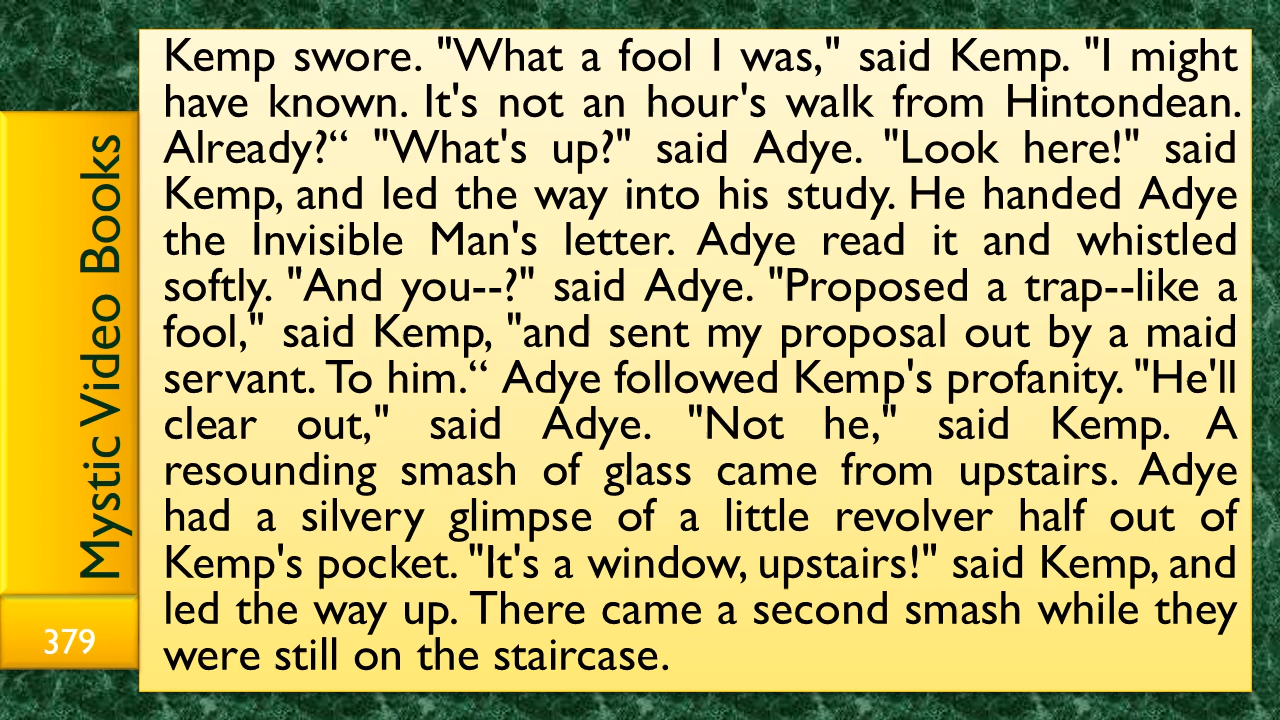 Kemp swore. "What a fool I was," said Kemp. "I might
have known. It's not an hour's walk from Hintondean.
Already?“ "What's up?" said Adye. "Look here!" said
Kemp, and led the way into his study. He handed Adye
the Invisible Man's letter. Adye read it and whistled
softly. "And you--?" said Adye. "Proposed a trap--like a
fool," said Kemp, "and sent my proposal out by a maid
servant. To him.“ Adye followed Kemp's profanity. "He'll
clear out," said Adye. "Not he," said Kemp. A
resounding smash of glass came from upstairs. Adye
had a silvery glimpse of a little revolver half out of
Kemp's pocket. "It's a window, upstairs!" said Kemp, and
led the way up. There came a second smash while they
were still on the staircase.
Mystic Video Books
379